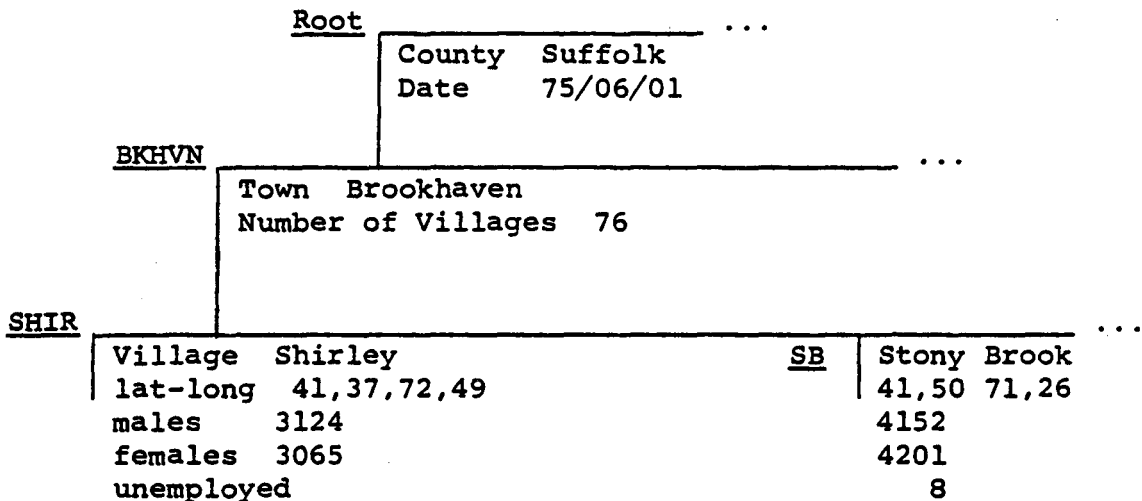 Root ...
County Suffolk
Date 75/06/01
BKHVN ...
Town Brookhaven
Number of Villages 76
SHIR ...
Village Shirley SB Stony Brook
lat-long 41,37,72,49 41,50 71,26
males 3124 4152
females 3065 4201
unemployed 8